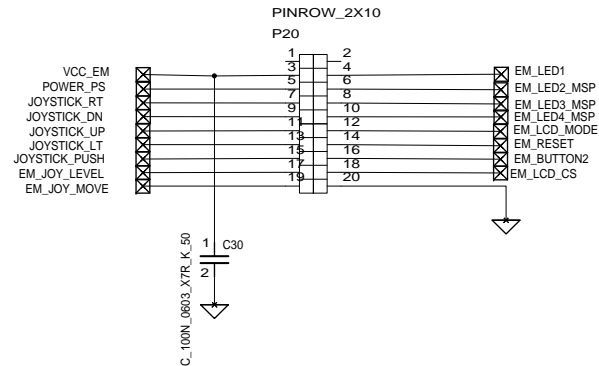 PINROW_2X10
P20
1 2
3 4
5 6
7 8
9 10
11 12
13 14
15 16
17 18
19 20
VCC_EM
POWER_PS
JOYSTICK_RT
JOYSTICK_DN
JOYSTICK_UP
JOYSTICK_LT
JOYSTICK_PUSH
EM_JOY_LEVEL
EM_JOY_MOVE
EM_LED1
EM_LED2_MSP
EM_LED3_MSP
EM_LED4_MSP
EM_LCD_MODE
EM_RESET
EM_BUTTON2
EM_LCD_CS
1 C30
2
C_100N_0603_X7R_K_50